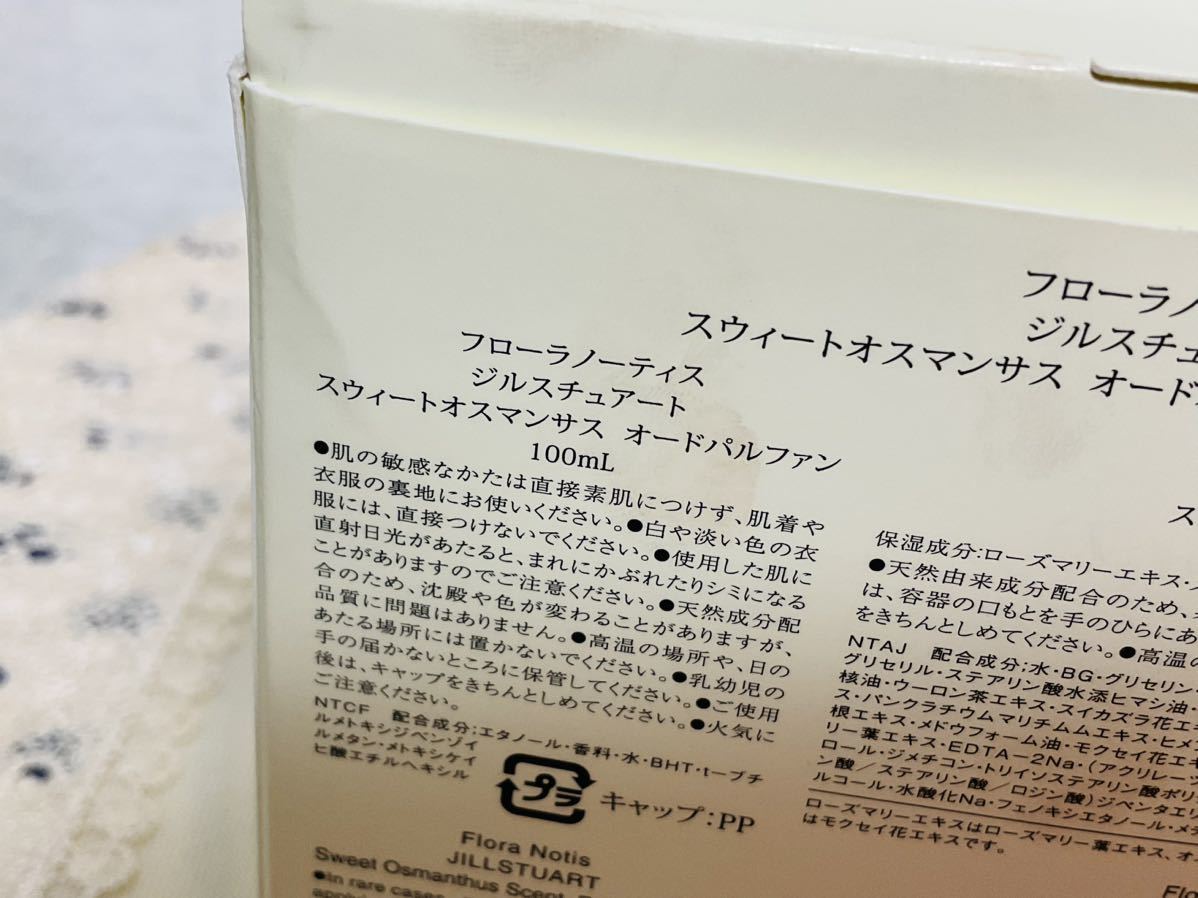 フローラノーティス
ジルスチュアート
スウィートオスマンサス オードパルファン
100mL
●肌の敏感なかたは直接素肌につけず、肌着や
衣服の裏地にお使いください。●白や淡い色の衣
服には、直接つけないでください。●使用した肌に
直射日光があたると、まれにかぶれたりシミになる
ことがありますのでご注意ください。●天然成分配
合のため、沈殿や色が変わることがありますが、
品質に問題はありません。●高温の場所や、日の
あたる場所には置かないでください。●乳幼児の
手の届かないところに保管してください。●ご使用
後は、キャップをきちんとしめてください。●火気に
ご注意ください。
NTCF 配合成分:エタノール・香料・水・BHT・t-ブチ
ルメトキシジベンゾイ
ルメタン・メトキシケイ
ヒ酸エチルヘキシル
プラ
キャップ:PP
Flora Notis
JILLSTUART
Sweet Osmanthus Scent
●In rare cases
フローラノ
ジルスチュ
スウィートオスマンサス オード
ス
保湿成分:ローズマリーエキス・
●天然由来成分配合のため、
は、容器の口もとを手のひらにあ
をきちんとしめてください。●高温の
NTAJ 配合成分:水・BG・グリセリン・
グリセリル・ステアリン酸水添ヒマシ油・
核油・ウーロン茶エキス・スイカズラ花エキ
ス・パンクラチウムマリチムムエキス・ヒメ
根エキス・メドウフォーム油・モクセイ花エキ
リー葉エキス・EDTA-2Na・(アクリレーツ
ロール・ジメチコン・トリイソステアリン酸ポリ
ン酸/ステアリン酸/ロジン酸)ジペンタエリ
ルコール・水酸化Na・フェノキシエタノール・メ
ローズマリーエキスはローズマリー葉エキス、オ
はモクセイ花エキスです。
Flo